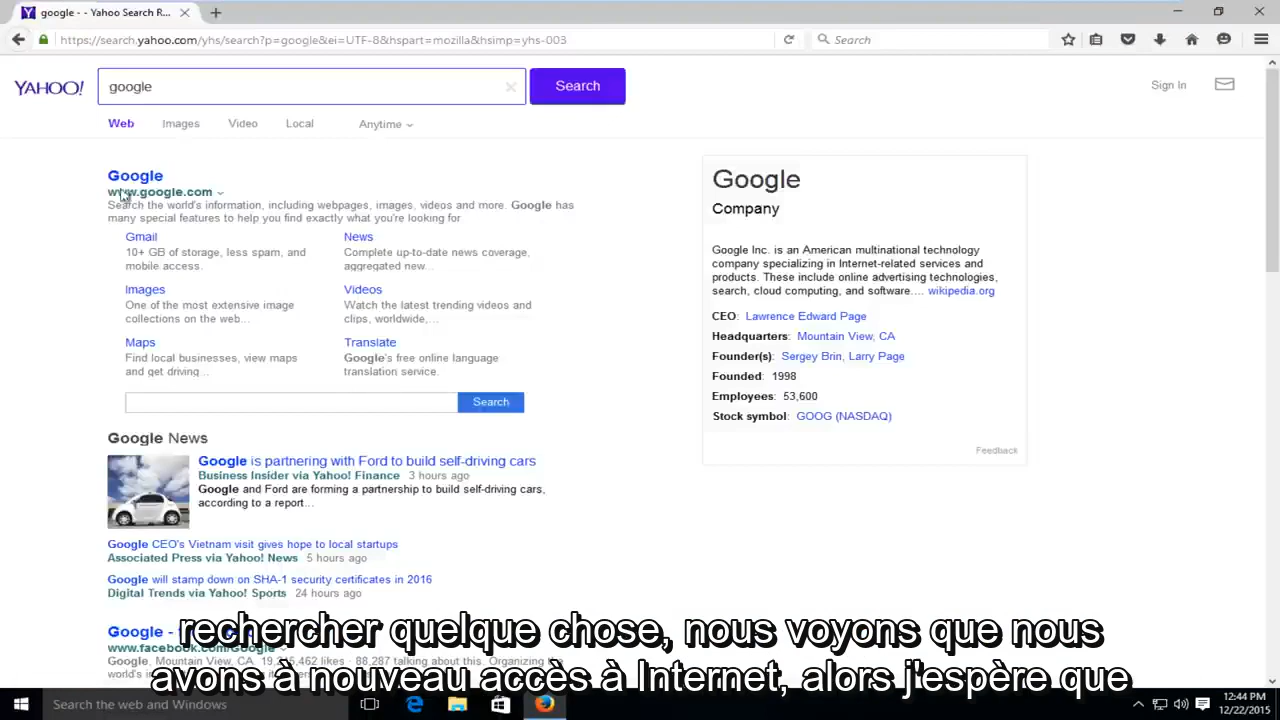 google - - Yahoo Search R...
https://search.yahoo.com/yhs/search?p=google&ei=UTF-8&hspart=mozilla&hsimp=yhs-003
Search
YAHOO!
google
Search
Sign In
Web Images Video Local Anytime
Google
www.google.com
Search the world's information, including webpages, images, videos and more. Google has
many special features to help you find exactly what you're looking for
Gmail
10+ GB of storage, less spam, and
mobile access.
News
Complete up-to-date news coverage,
aggregated new...
Images
One of the most extensive image
collections on the web...
Videos
Watch the latest trending videos and
clips, worldwide,...
Maps
Find local businesses, view maps
and get driving...
Translate
Google's free online language
translation service.
Search
Google News
Google is partnering with Ford to build self-driving cars
Business Insider via Yahoo! Finance 3 hours ago
Google and Ford are forming a partnership to build self-driving cars,
according to a report...
Google CEO's Vietnam visit gives hope to local startups
Associated Press via Yahoo! News 5 hours ago
Google will stamp down on SHA-1 security certificates in 2016
Digital Trends via Yahoo! Sports 24 hours ago
Google -
www.facebook.com/Google
Google, Mountain View, CA 88,287 talking about this. Organizing the
Google
Company
Google Inc. is an American multinational technology
company specializing in Internet-related services and
products. These include online advertising technologies,
search, cloud computing, and software.... wikipedia.org
CEO: Lawrence Edward Page
Headquarters: Mountain View, CA
Founder(s): Sergey Brin, Larry Page
Founded: 1998
Employees: 53,600
Stock symbol: GOOG (NASDAQ)
Feedback
rechercher quelque chose, nous voyons que nous
avons à nouveau accès à Internet, alors j'espère que
Search the web and Windows
12:44 PM
12/22/2015